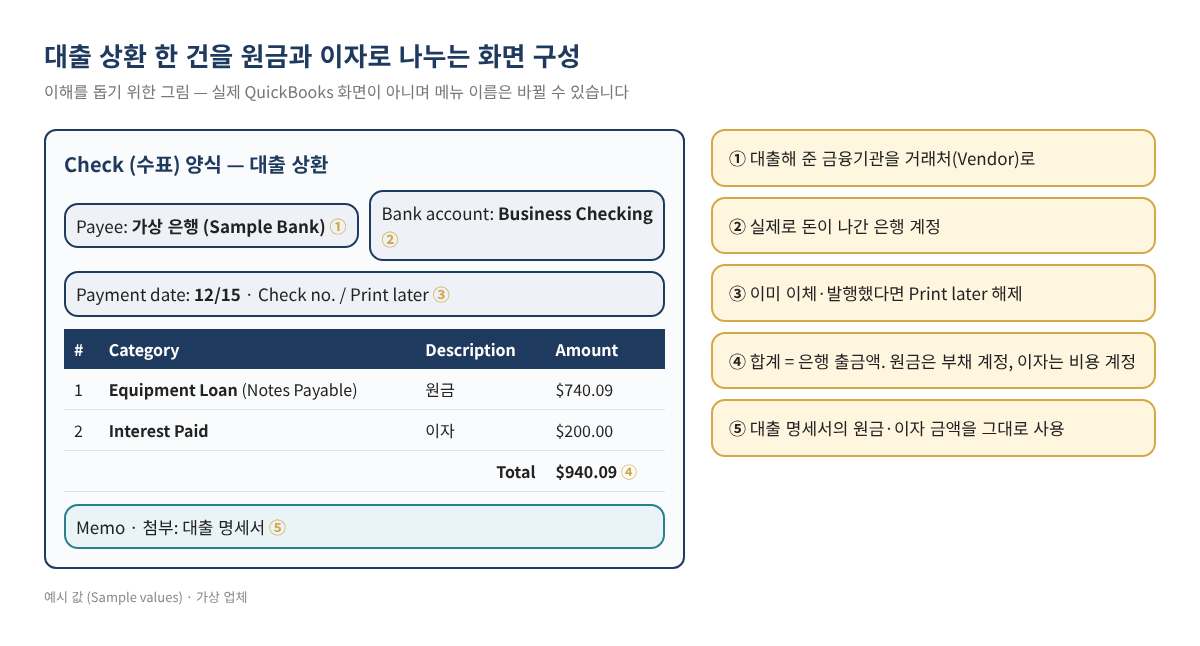 대출 상환 한 건을 원금과 이자로 나누는 화면 구성
이해를 돕기 위한 그림 — 실제 QuickBooks 화면이 아니며 메뉴 이름은 바뀔 수 있습니다
Check (수표) 양식 — 대출 상환
Payee: 가상 은행 (Sample Bank) ①
Bank account: Business Checking
②
Payment date: 12/15 · Check no. / Print later ③
# Category Description Amount
1 Equipment Loan (Notes Payable) 원금 $740.09
2 Interest Paid 이자 $200.00
Total $940.09 ④
Memo · 첨부: 대출 명세서 ⑤
① 대출해 준 금융기관을 거래처(Vendor)로
② 실제로 돈이 나간 은행 계정
③ 이미 이체·발행했다면 Print later 해제
④ 합계 = 은행 출금액. 원금은 부채 계정, 이자는 비용 계정
⑤ 대출 명세서의 원금·이자 금액을 그대로 사용
예시 값 (Sample values) · 가상 업체